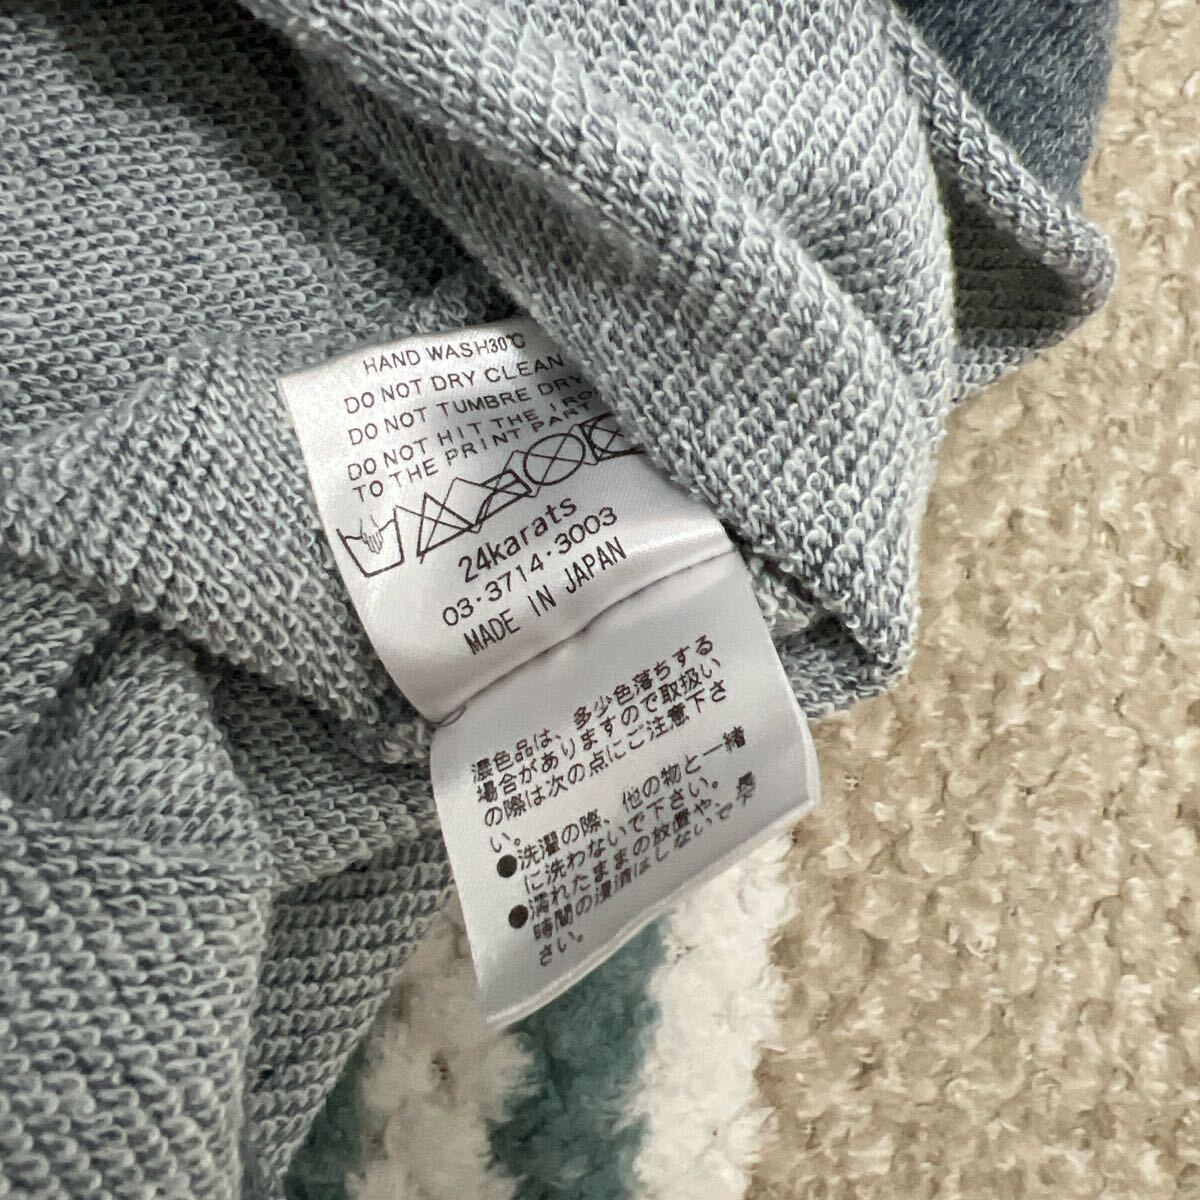 HAND WASH30℃
DO NOT DRY CLEAN
DO NOT TUMBRE DRY
DO NOT HIT THE IRO
TO THE PRINT PART
24karats
03·3714·3003
MADE IN JAPAN
濃色品は、多少色落ちする
場合がありますので取扱い
の際は次の点にご注意下さ
い。
●洗濯の際、他の物と一緒
に洗わないで下さい。
●濡れたままの放置や、長
時間の浸漬はしないで下
さい。